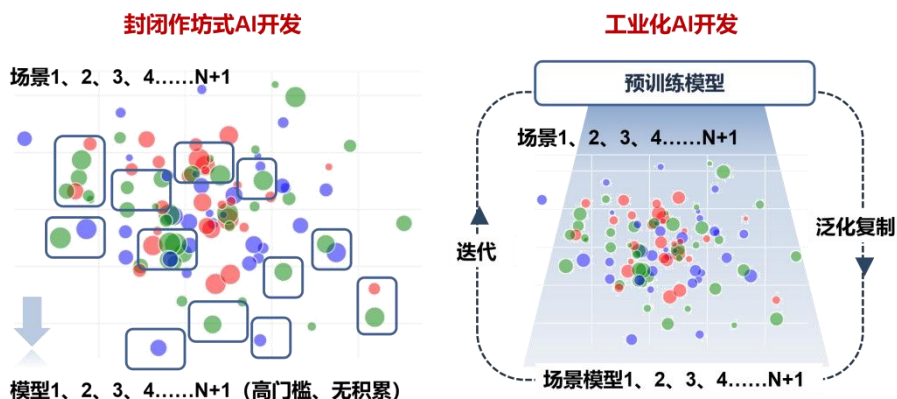 封闭作坊式AI开发
场景1、2、3、4……N+1
模型1、2、3、4……N+1（高门槛、无积累）
工业化AI开发
预训练模型
场景1、2、3、4……N+1
迭代
泛化复制
场景模型1、2、3、4……N+1